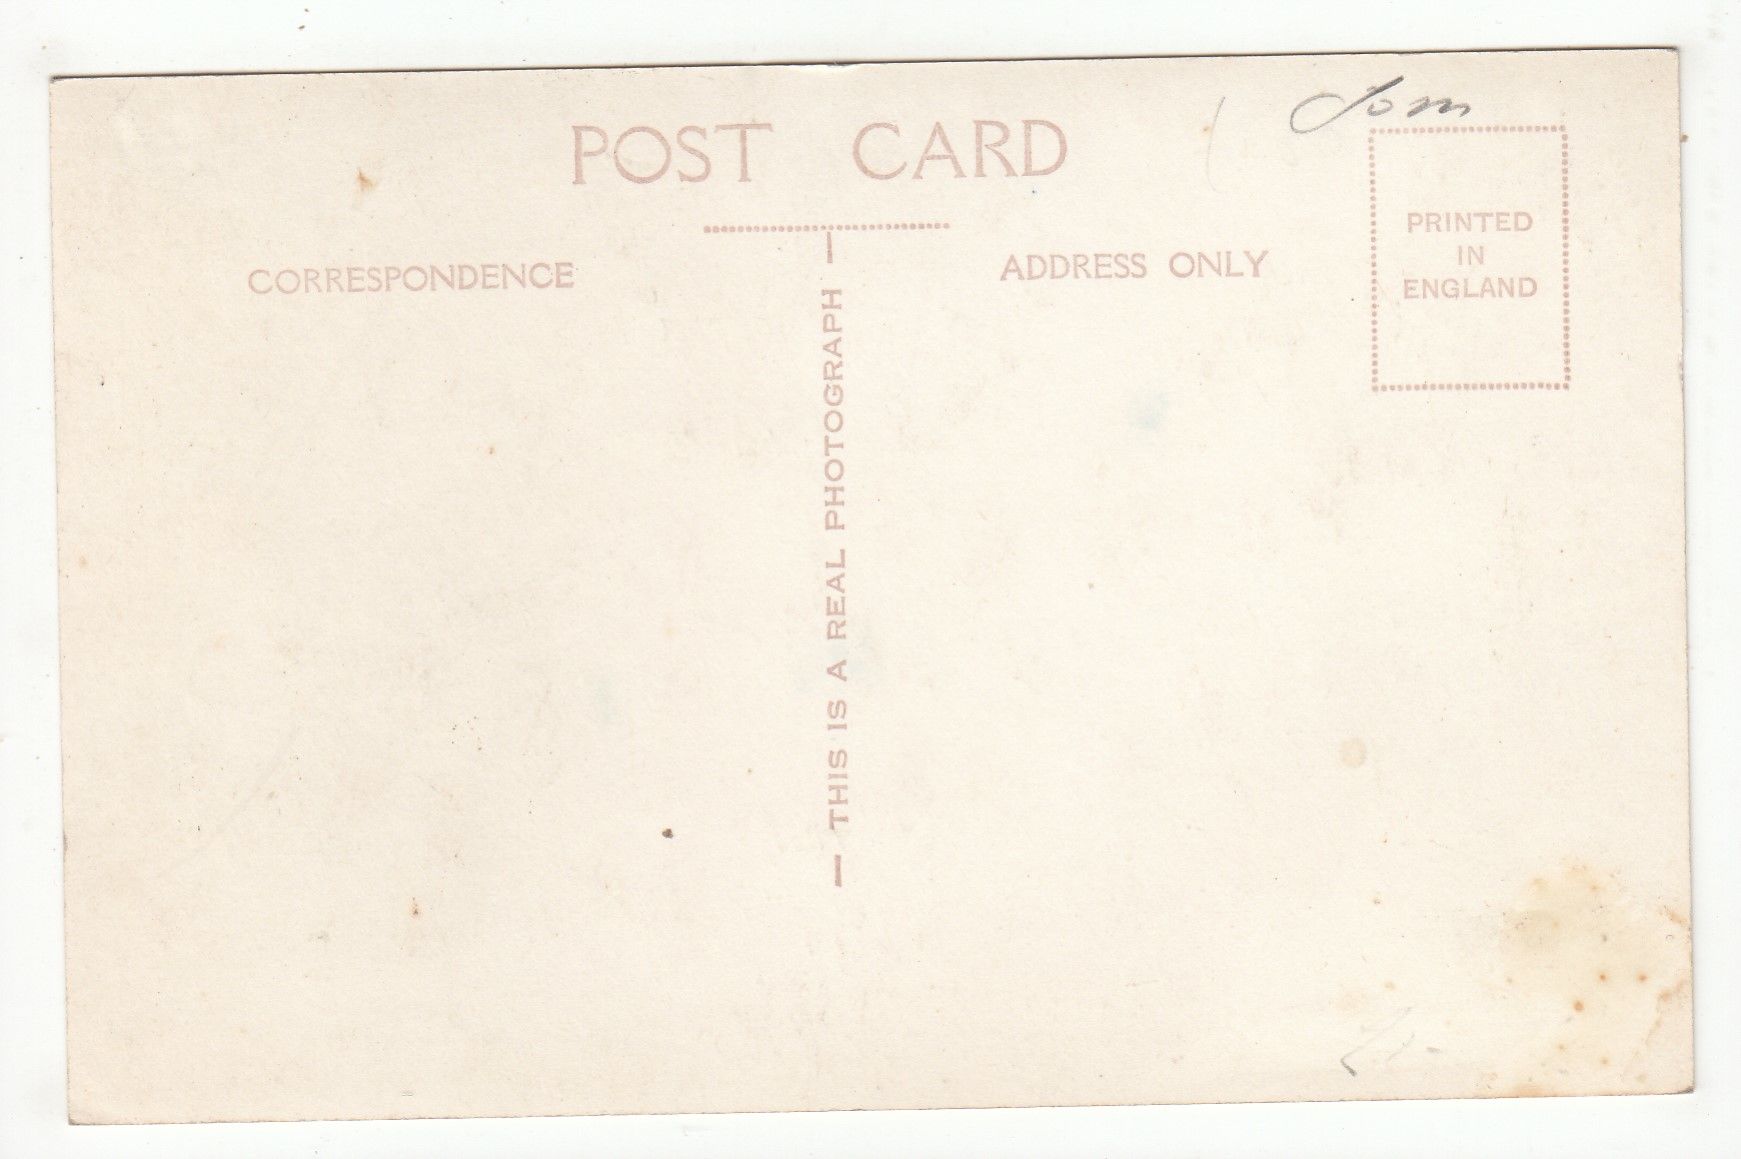 POST CARD
CORRESPONDENCE
ADDRESS ONLY
PRINTED
IN
ENGLAND
— THIS IS A REAL PHOTOGRAPH —